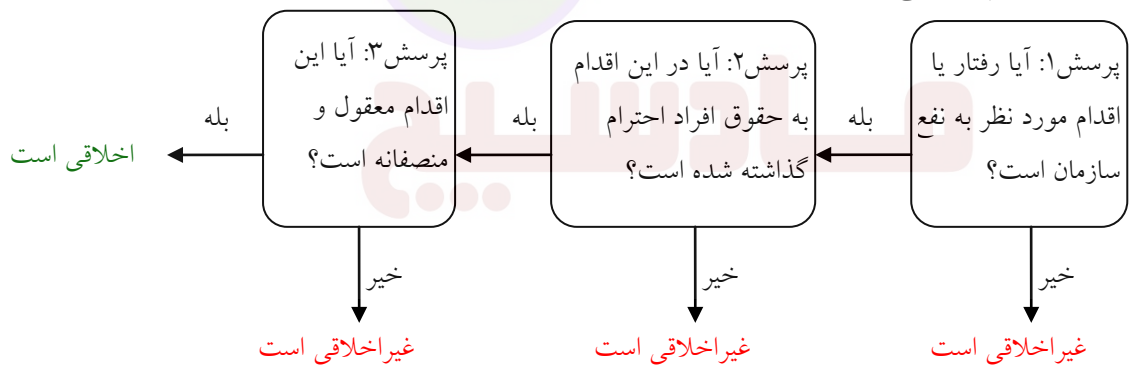 پرسش۱: آیا رفتار یا
اقدام مورد نظر به نفع
سازمان است؟
بله
خیر
غیراخلاقی است
پرسش۲: آیا در این اقدام
به حقوق افراد احترام
گذاشته شده است؟
بله
خیر
غیراخلاقی است
پرسش۳: آیا این
اقدام معقول و
منصفانه است؟
بله
خیر
غیراخلاقی است
اخلاقی است
مادسیج